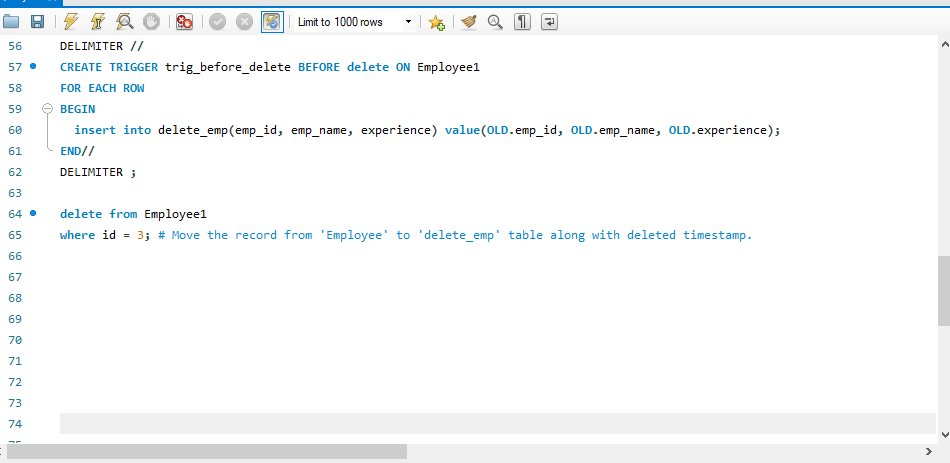 Limit to 1000 rows
56 DELIMITER //
57 CREATE TRIGGER trig_before_delete BEFORE delete ON Employee1
58 FOR EACH ROW
59 BEGIN
60 insert into delete_emp(emp_id, emp_name, experience) value(OLD.emp_id, OLD.emp_name, OLD.experience);
61 END//
62 DELIMITER ;
63
64 delete from Employee1
65 where id = 3; # Move the record from 'Employee' to 'delete_emp' table along with deleted timestamp.
66
67
68
69
70
71
72
73
74